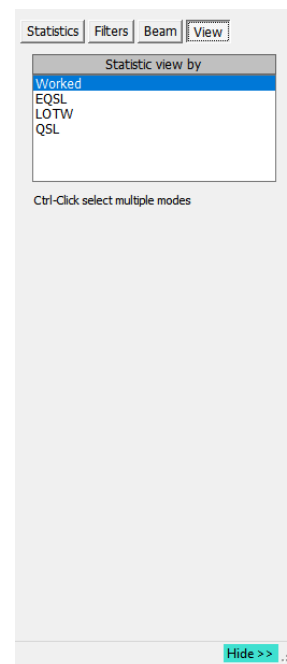 Statistics Filters Beam View
Statistic view by
Worked
EQSL
LOTW
QSL
Ctrl-Click select multiple modes
Hide >>